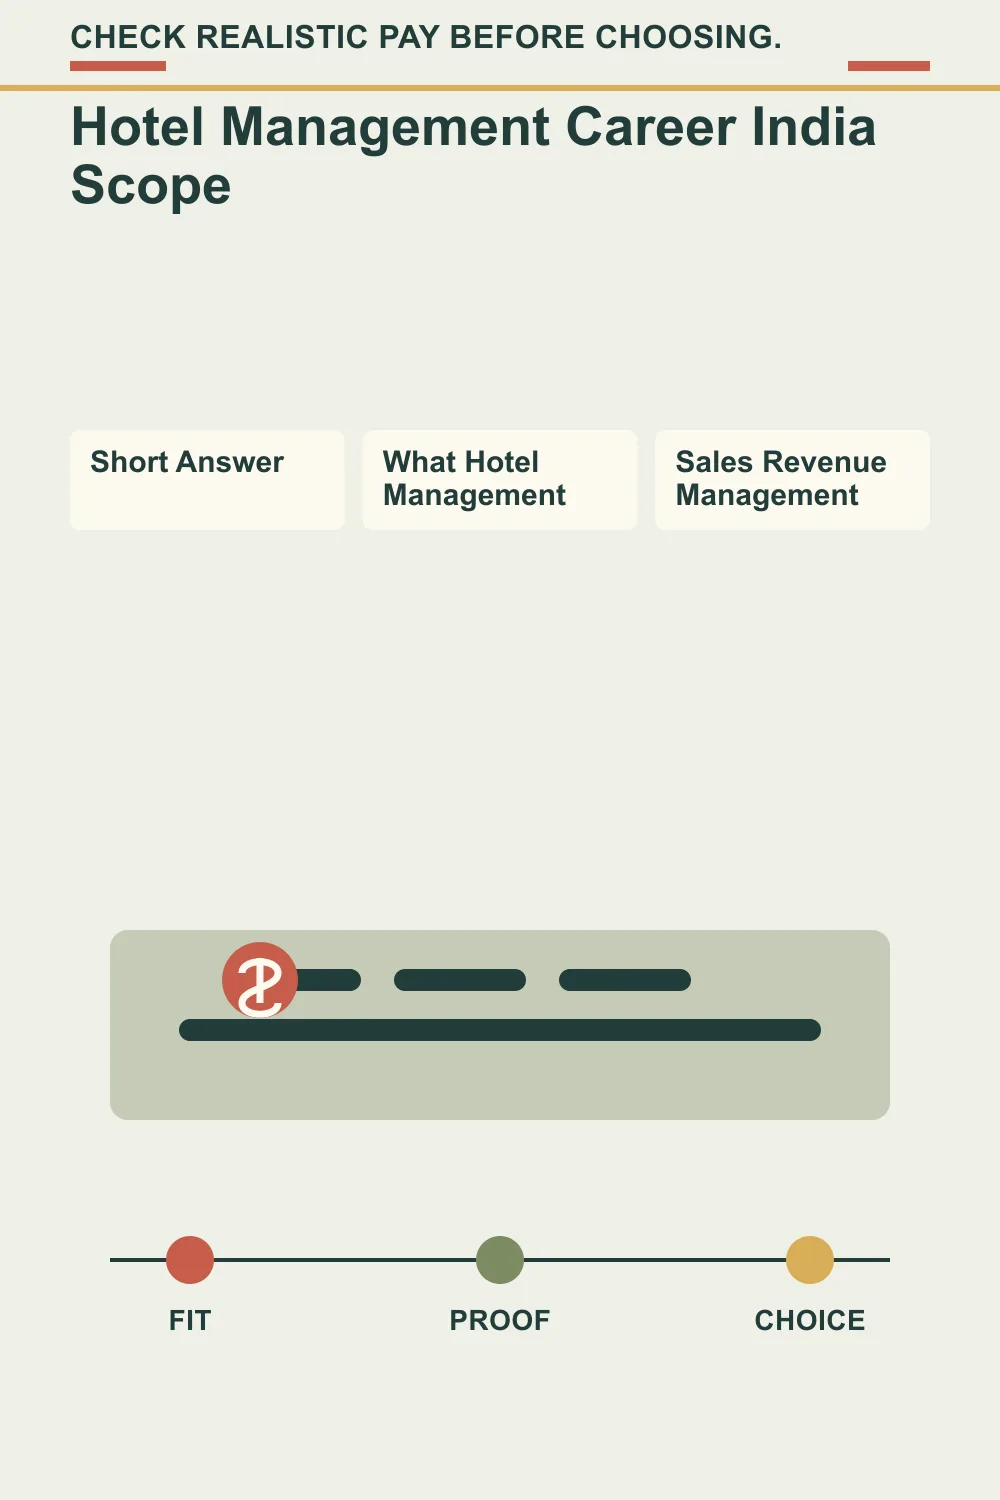 CHECK REALISTIC PAY BEFORE CHOOSING.
Hotel Management Career India
Scope
Short Answer
What Hotel
Management
Sales Revenue
Management
FIT
PROOF
CHOICE